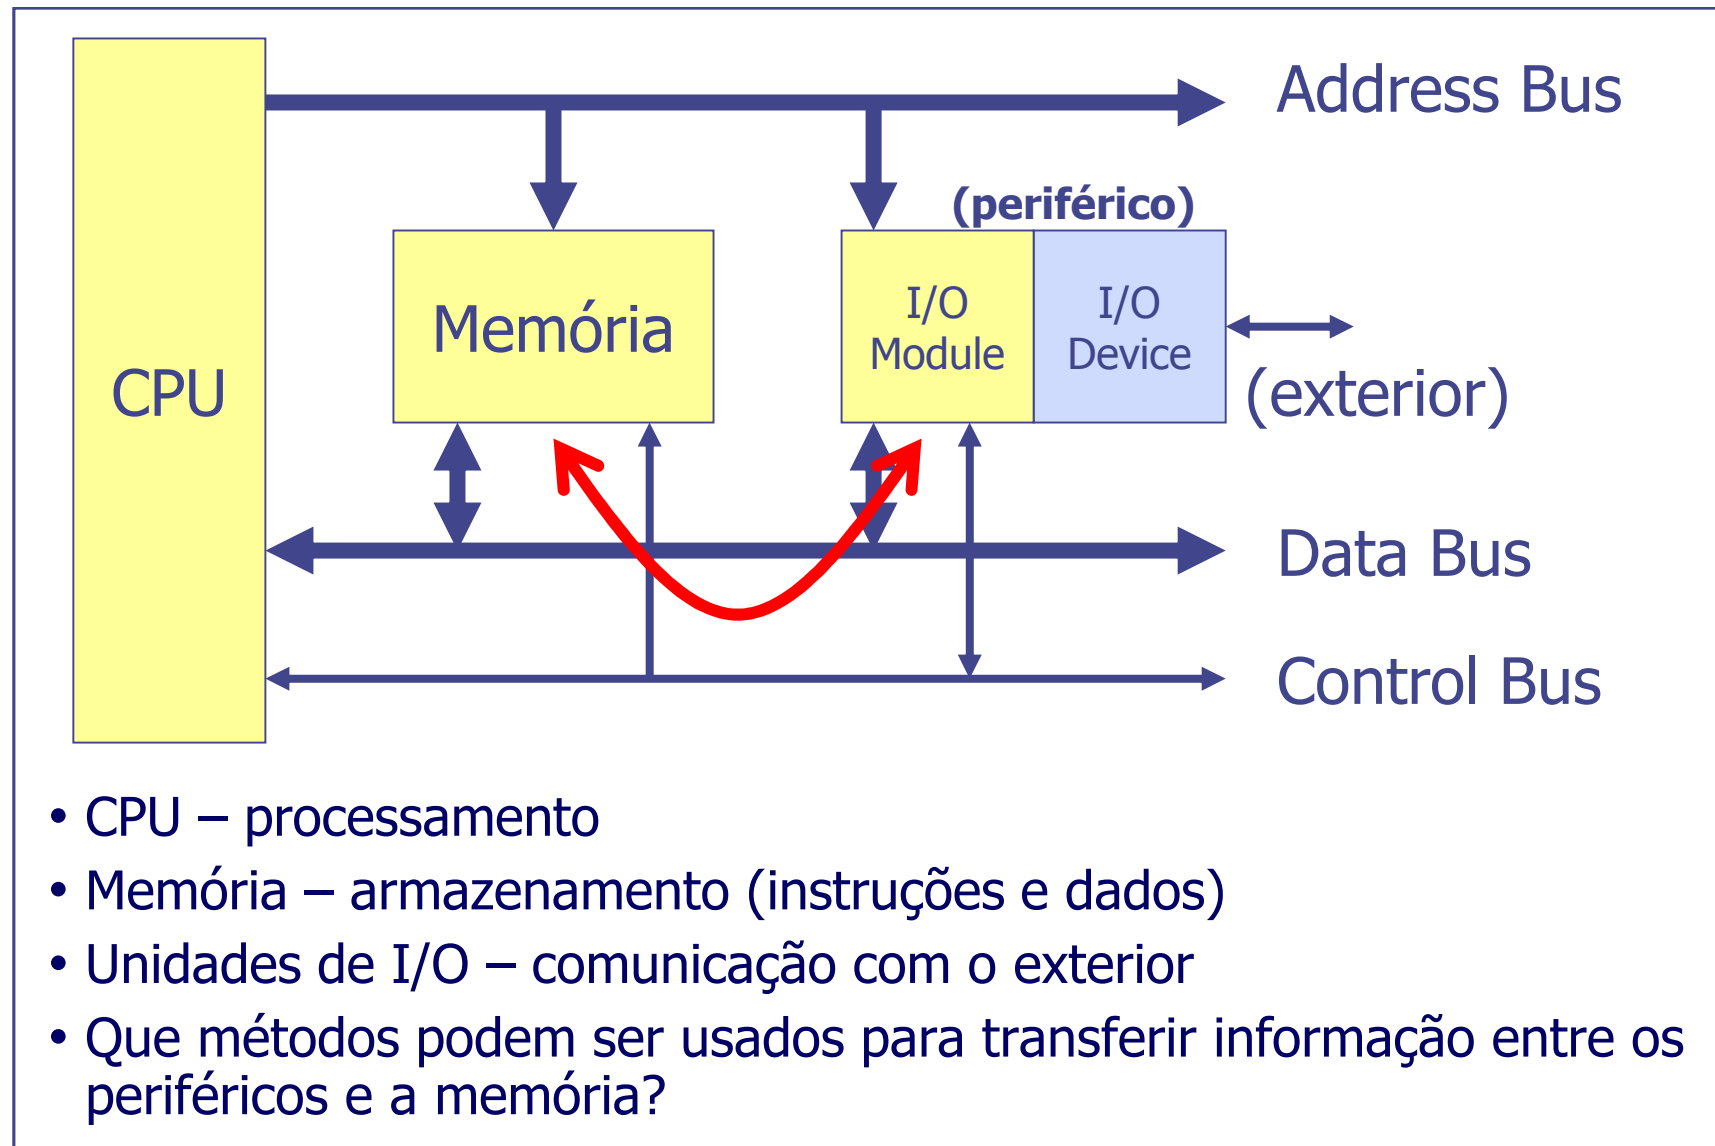 Address Bus
(periférico)
Memória
I/O
Module
I/O
Device
CPU
(exterior)
Data Bus
Control Bus
• CPU – processamento
• Memória – armazenamento (instruções e dados)
• Unidades de I/O – comunicação com o exterior
• Que métodos podem ser usados para transferir informação entre os
periféricos e a memória?